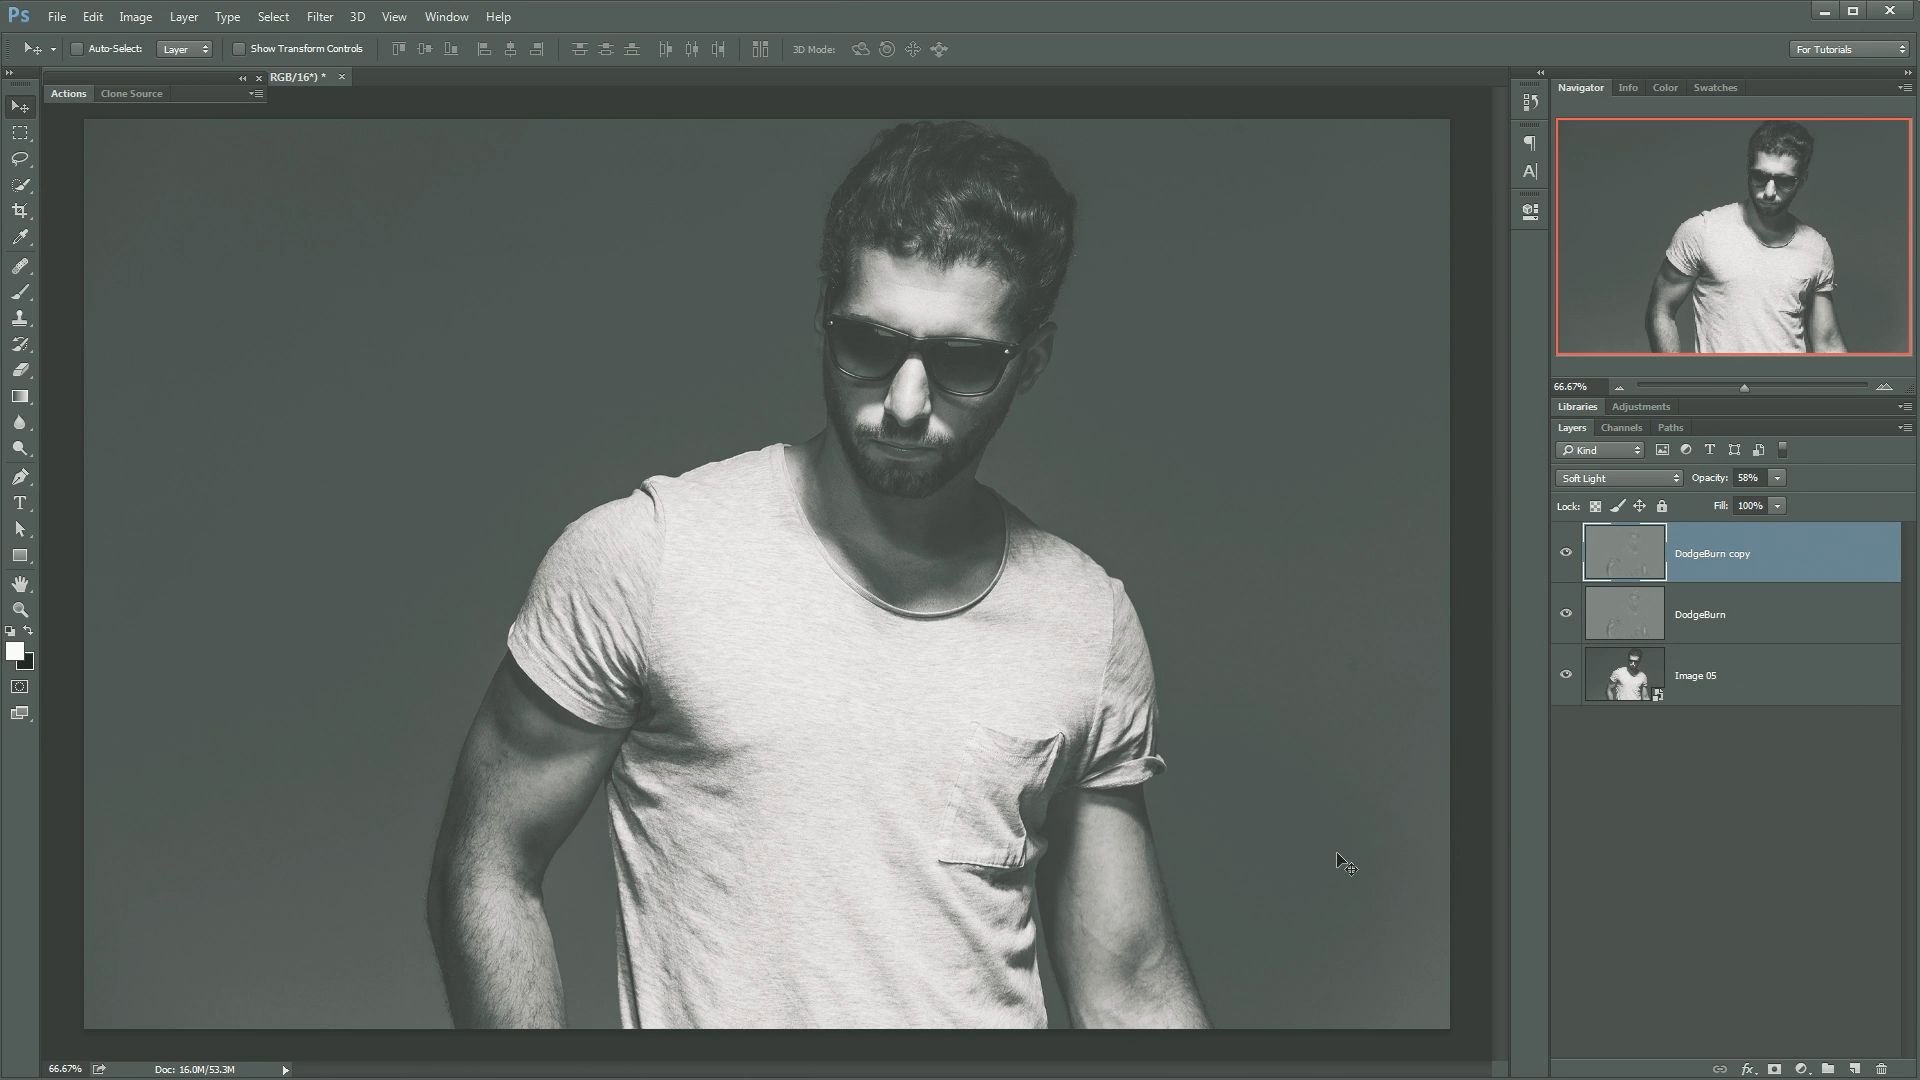 Ps File Edit Image Layer Type Select Filter 3D View Window Help
Auto-Select: Layer Show Transform Controls 3D Mode: For Tutorials
RGB/16*) * ×
Actions Clone Source
Navigator Info Color Swatches
66.67%
Libraries Adjustments
Layers Channels Paths
Kind
Soft Light Opacity: 58%
Lock: Fill: 100%
DodgeBurn copy
DodgeBurn
Image 05
66.67% Doc: 16.0M/53.3M